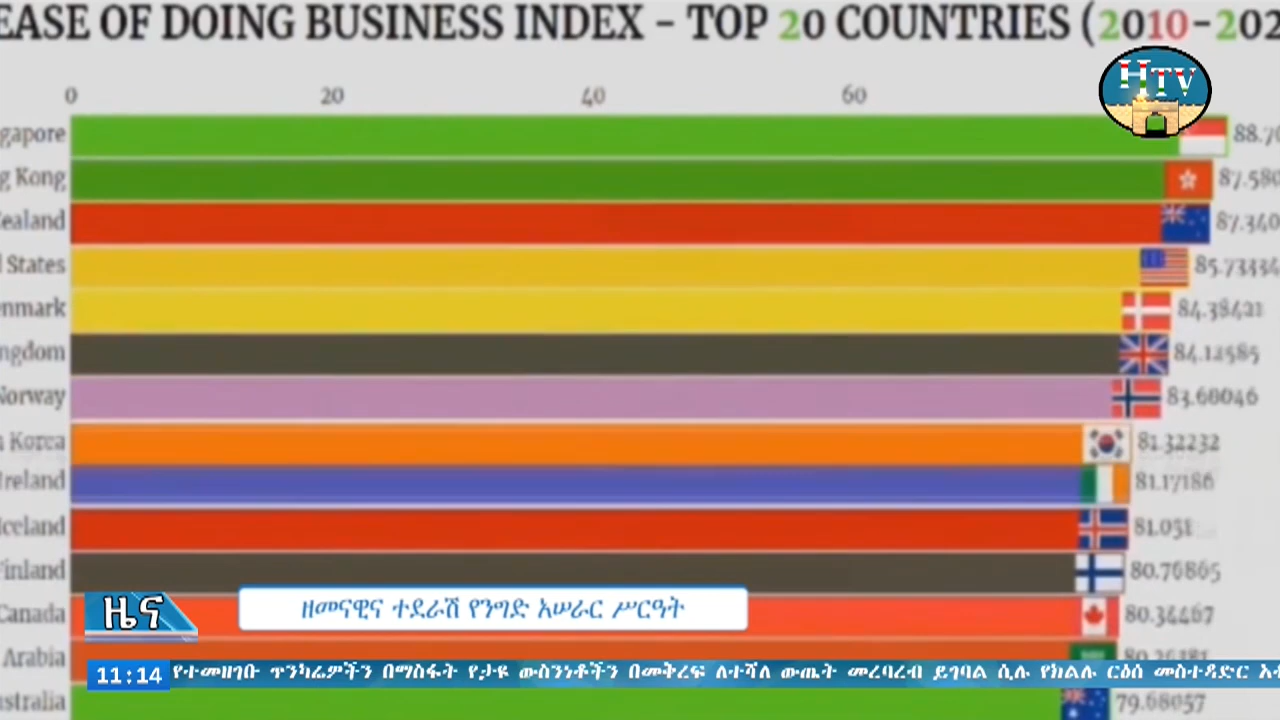 EASE OF DOING BUSINESS INDEX - TOP 20 COUNTRIES (2010-202
0 20 40 60
HTV
gapore 88.70
g Kong 87.580
ealand 87.340
States 85.73334
enmark 84.38421
ngdom 84.12585
Norway 83.60046
Korea 81.32232
Ireland 81.17186
Iceland 81.051
Finland 80.76865
Canada 80.34467
Arabia
ustralia 79.68057
ዜና
ዘመናዊና ተደራሽ የንግድ አሠራር ሥርዓት
11:14 የተመዘገቡ ጥንካሬዎችን በማስፋት የታዩ ውስንነቶችን በመቅረፍ ለተሻለ ውጤት መረባረብ ይገባል ሲሉ የክልሉ ርዕሰ መስተዳድር